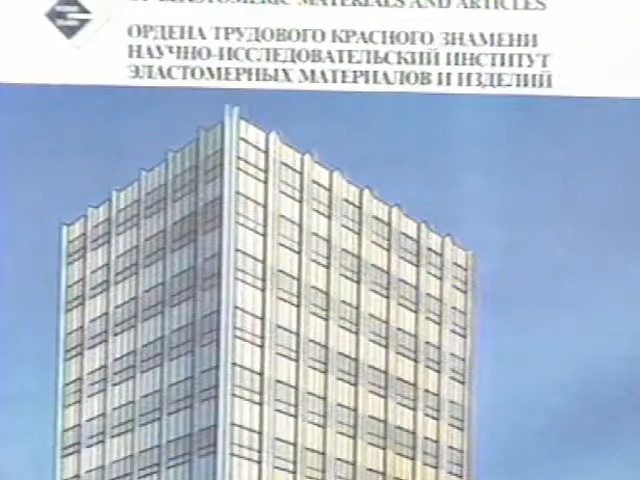 OF ELASTOMERIC MATERIALS AND ARTICLES
ОРДЕНА ТРУДОВОГО КРАСНОГО ЗНАМЕНИ
НАУЧНО-ИССЛЕДОВАТЕЛЬСКИЙ ИНСТИТУТ
ЭЛАСТОМЕРНЫХ МАТЕРИАЛОВ И ИЗДЕЛИЙ